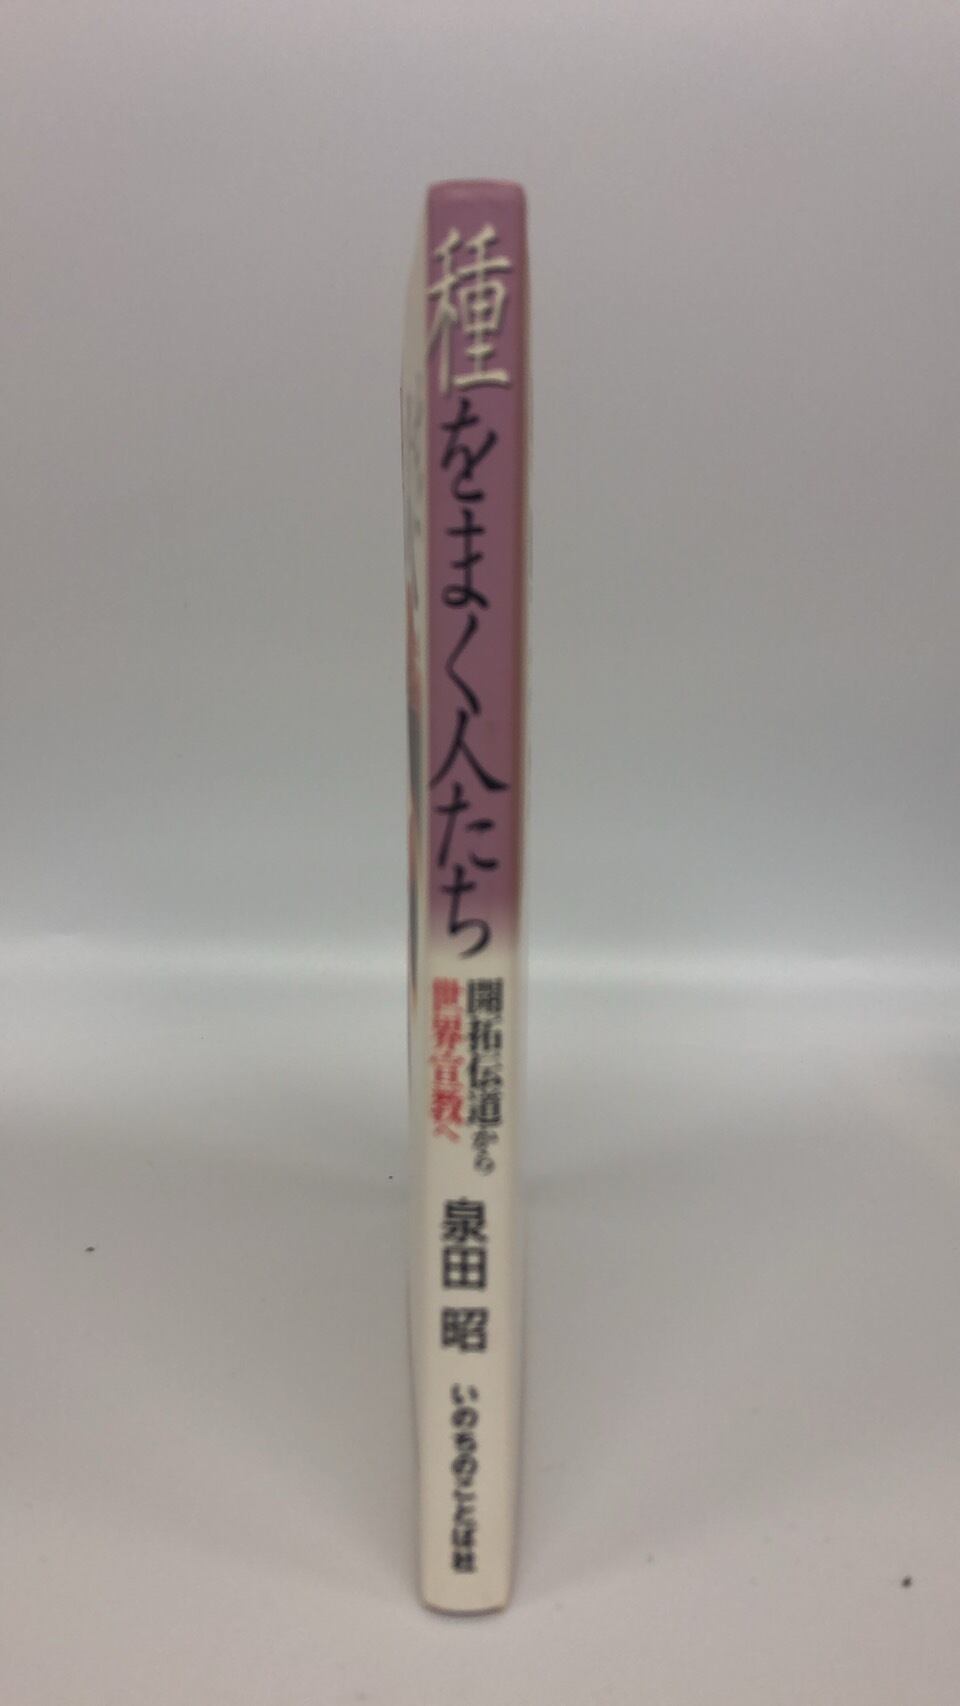 種をまく人たち
開拓伝道から
世界宣教へ
泉田 昭
いのちのことば社